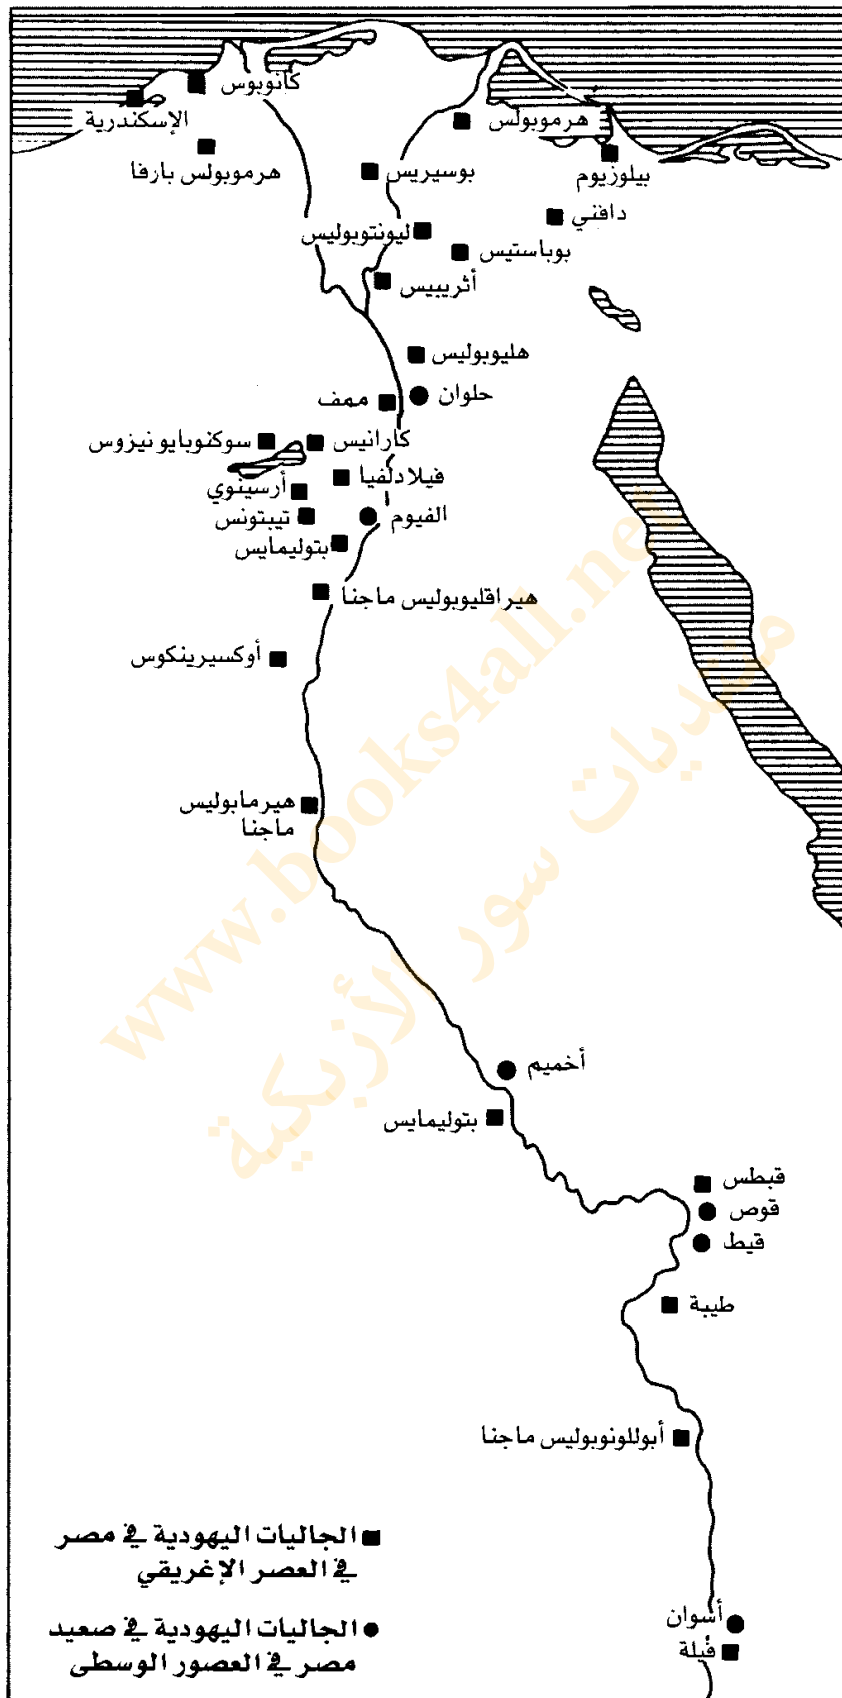 كانوبوس
الإسكندرية
هرموبولس
هرموبولس بارفا
بوسيريس
بيلوزيوم
دافني
ليونتوبوليس
بوباستيس
أثريبيس
هليوبوليس
حلوان
ممف
كارانيس
سوكنوبايو نيزوس
فيلادلفيا
أرسينوي
الفيوم
تيبتونس
بتوليمايس
هيراقليوبوليس ماجنا
أوكسيرينكوس
هيرمابوليس
ماجنا
أخميم
بتوليمايس
قبطس
قوص
قيط
طيبة
أبوللونوبوليس ماجنا
أسوان
فيلة
الجاليات اليهودية في مصر
في العصر الإغريقي
الجاليات اليهودية في صعيد
مصر في العصور الوسطى
www.books4all.net
منتديات سور الأزبكية